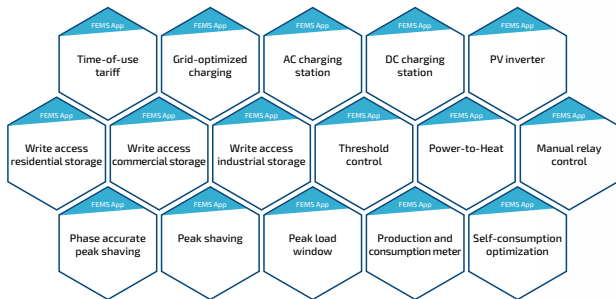 FEMS App FEMS App FEMS App FEMS App FEMS App
Time-of-use Grid-optimized AC charging DC charging PV inverter
tariff charging station station
FEMS App FEMS App FEMS App FEMS App FEMS App FEMS App
Write access Write access Write access Threshold Power-to-Heat Manual relay
residential storage commercial storage industrial storage control control
FEMS App FEMS App FEMS App FEMS App FEMS App
Phase accurate Peak shaving Peak load Production and Self-consumption
peak shaving window consumption meter optimization